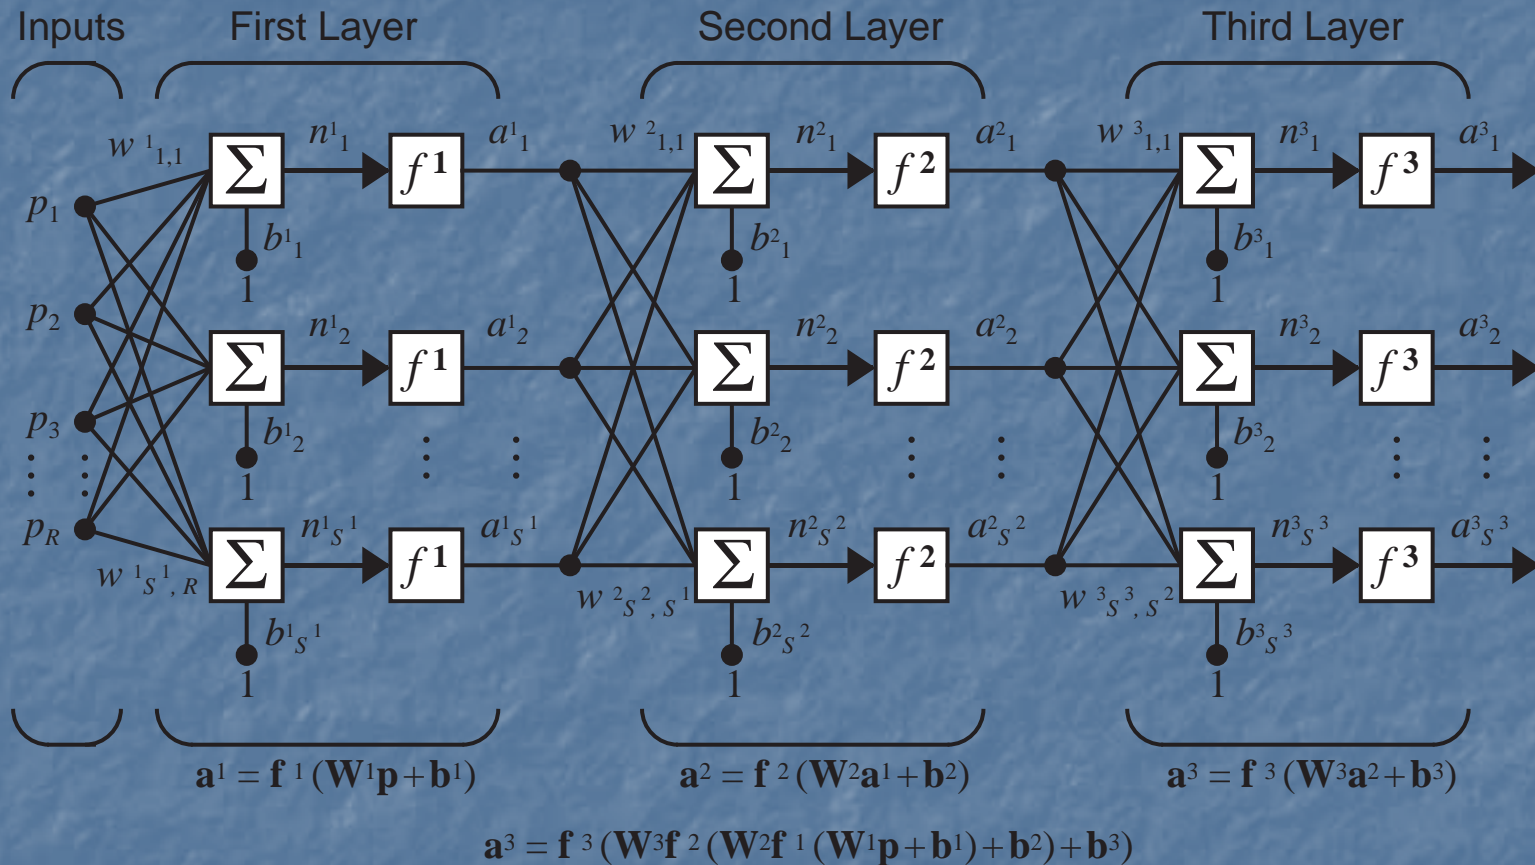 Inputs First Layer Second Layer Third Layer
w¹₁,₁ Σ n¹₁ f¹ a¹₁ w²₁,₁ Σ n²₁ f² a²₁ w³₁,₁ Σ n³₁ f³ a³₁
p₁ b¹₁ b²₁ b³₁
1 1 1
p₂ Σ n¹₂ f¹ a¹₂ Σ n²₂ f² a²₂ Σ n³₂ f³ a³₂
p₃ b¹₂ b²₂ b³₂
⋮ ⋮ ⋮ ⋮ ⋮ ⋮ ⋮ ⋮
1 1 1
p_R Σ n¹_S¹ f¹ a¹_S¹ Σ n²_S² f² a²_S² Σ n³_S³ f³ a³_S³
w¹_S¹,R w²_S²,S¹ w³_S³,S²
b¹_S¹ b²_S² b³_S³
1 1 1
a¹ = f¹(W¹p+b¹) a² = f²(W²a¹+b²) a³ = f³(W³a²+b³)
a³ = f³(W³f²(W²f¹(W¹p+b¹)+b²)+b³)